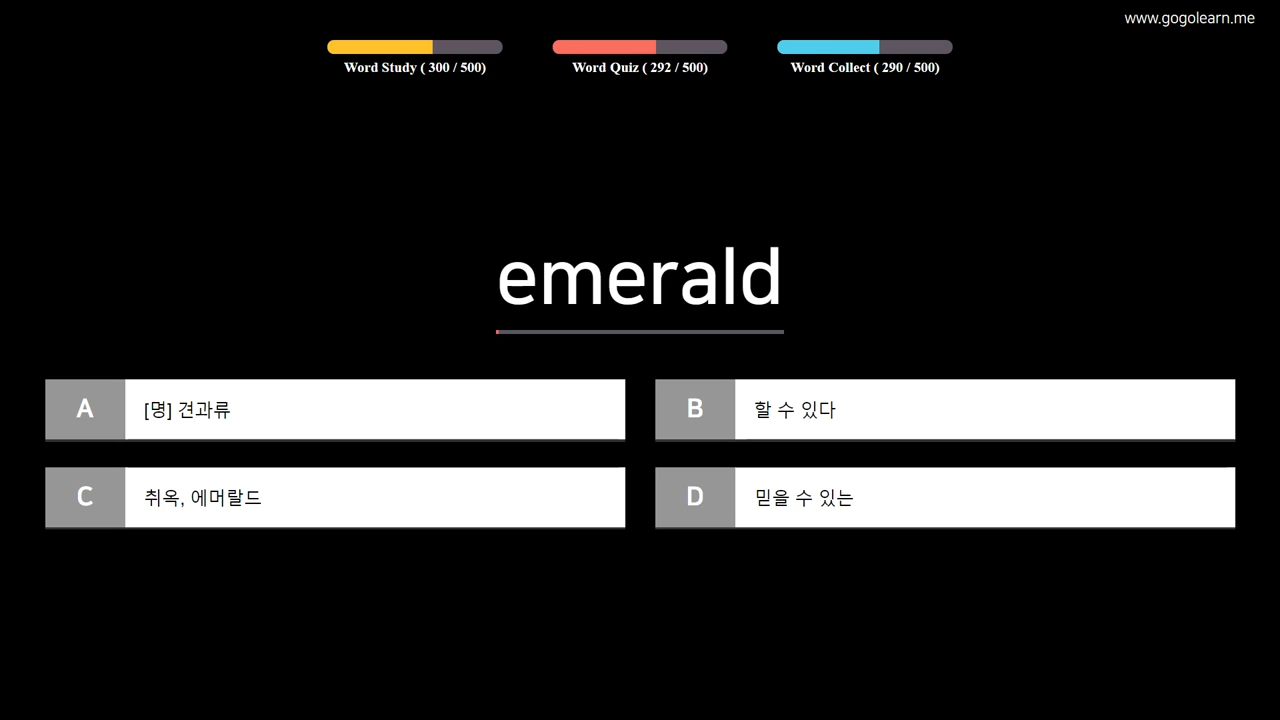 www.gogolearn.me
Word Study ( 300 / 500)
Word Quiz ( 292 / 500)
Word Collect ( 290 / 500)
emerald
A [명] 견과류
B 할 수 있다
C 취옥, 에머랄드
D 믿을 수 있는